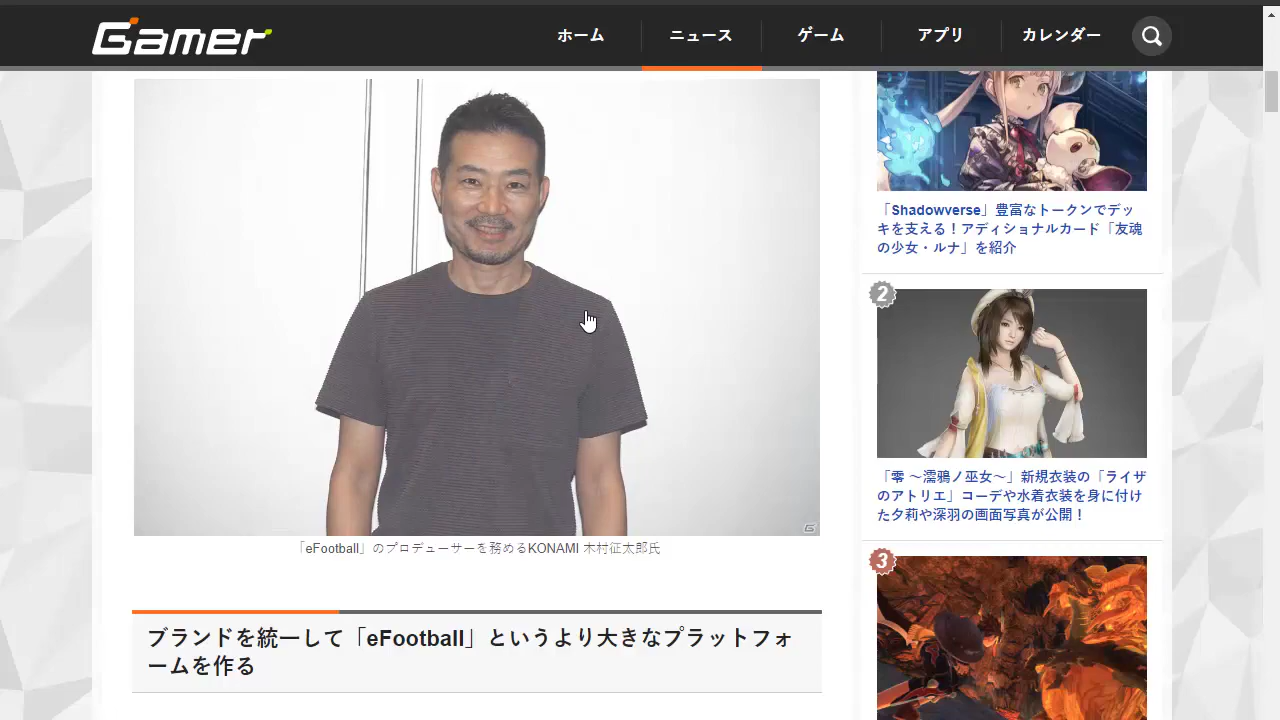 Gamer
ホーム
ニュース
ゲーム
アプリ
カレンダー
「eFootball」のプロデューサーを務めるKONAMI 木村征太郎氏
ブランドを統一して「eFootball」というより大きなプラットフォ
ームを作る
「Shadowverse」豊富なトークンでデッ
キを支える！アディショナルカード「友魂
の少女・ルナ」を紹介
2
「零 ～濡鴉ノ巫女～」新規衣装の「ライザ
のアトリエ」コーデや水着衣装を身に付け
た夕莉や深羽の画面写真が公開！
3